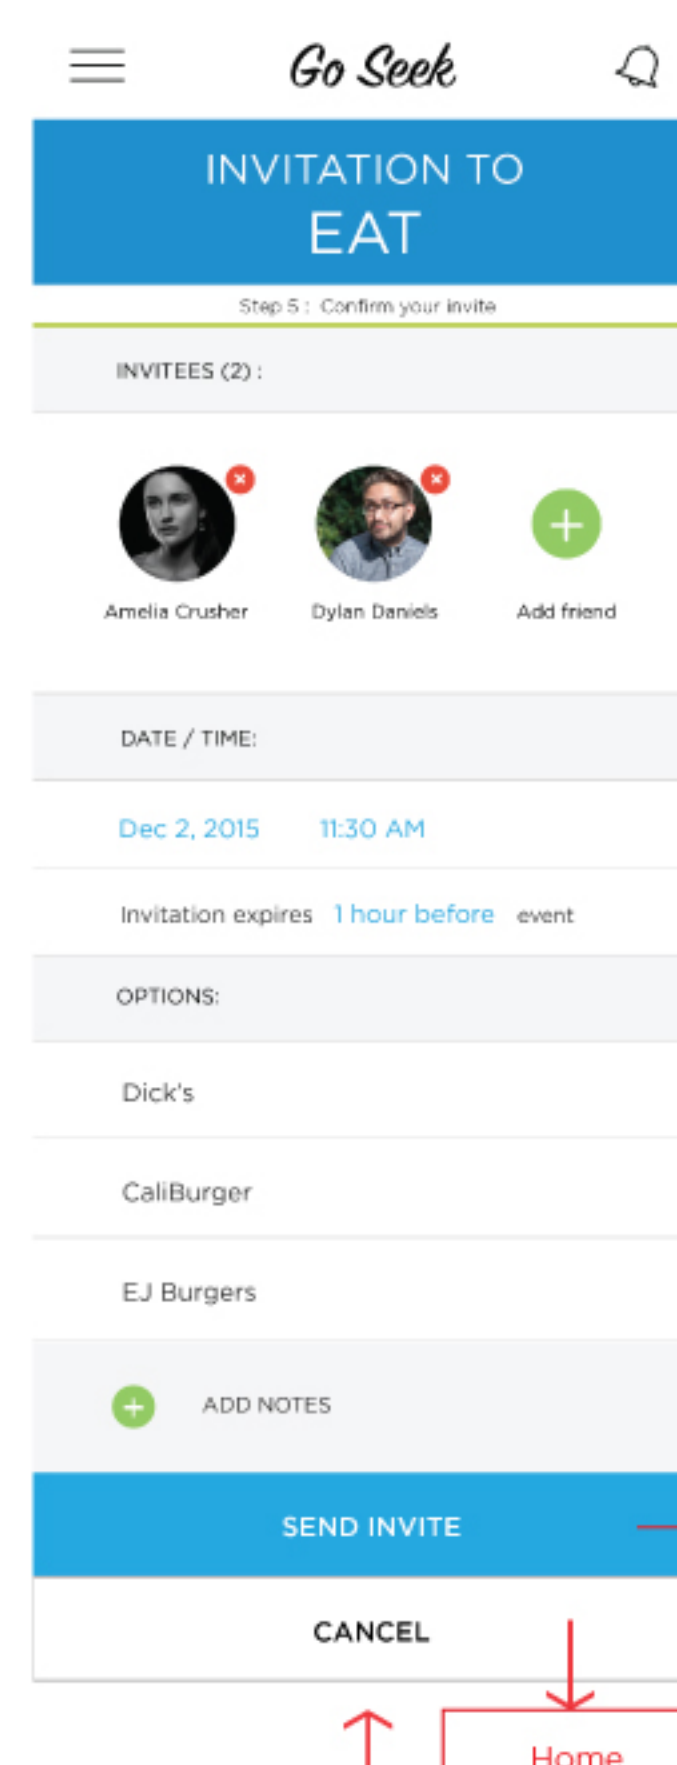 Go Seek
INVITATION TO
EAT
Step 5 : Confirm your invite
INVITEES (2) :
Amelia Crusher
Dylan Daniels
Add friend
DATE / TIME:
Dec 2, 2015 11:30 AM
Invitation expires 1 hour before event
OPTIONS:
Dick's
CaliBurger
EJ Burgers
ADD NOTES
SEND INVITE
CANCEL
Home